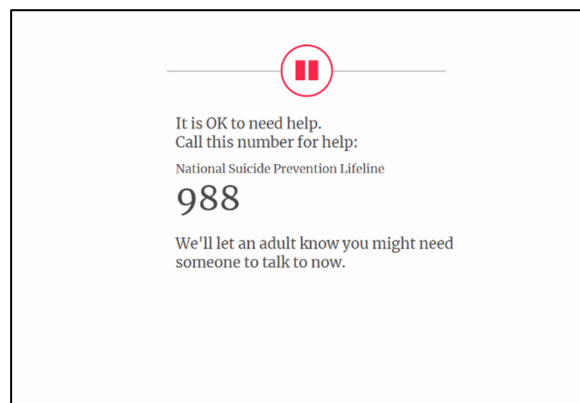 It is OK to need help.
Call this number for help:
National Suicide Prevention Lifeline
988
We'll let an adult know you might need
someone to talk to now.